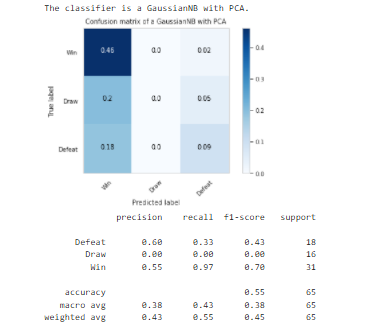 The classifier is a GaussianNB with PCA.
Confusion matrix of a GaussianNB with PCA
Win 0.46 0.0 0.02 0.4
0.3
Draw 0.2 0.0 0.05 0.2
0.1
Defeat 0.18 0.0 0.09 0.0
True label
Win Draw Defeat
Predicted label
precision recall f1-score support
Defeat 0.60 0.33 0.43 18
Draw 0.00 0.00 0.00 16
Win 0.55 0.97 0.70 31
accuracy 0.55 65
macro avg 0.38 0.43 0.38 65
weighted avg 0.43 0.55 0.45 65